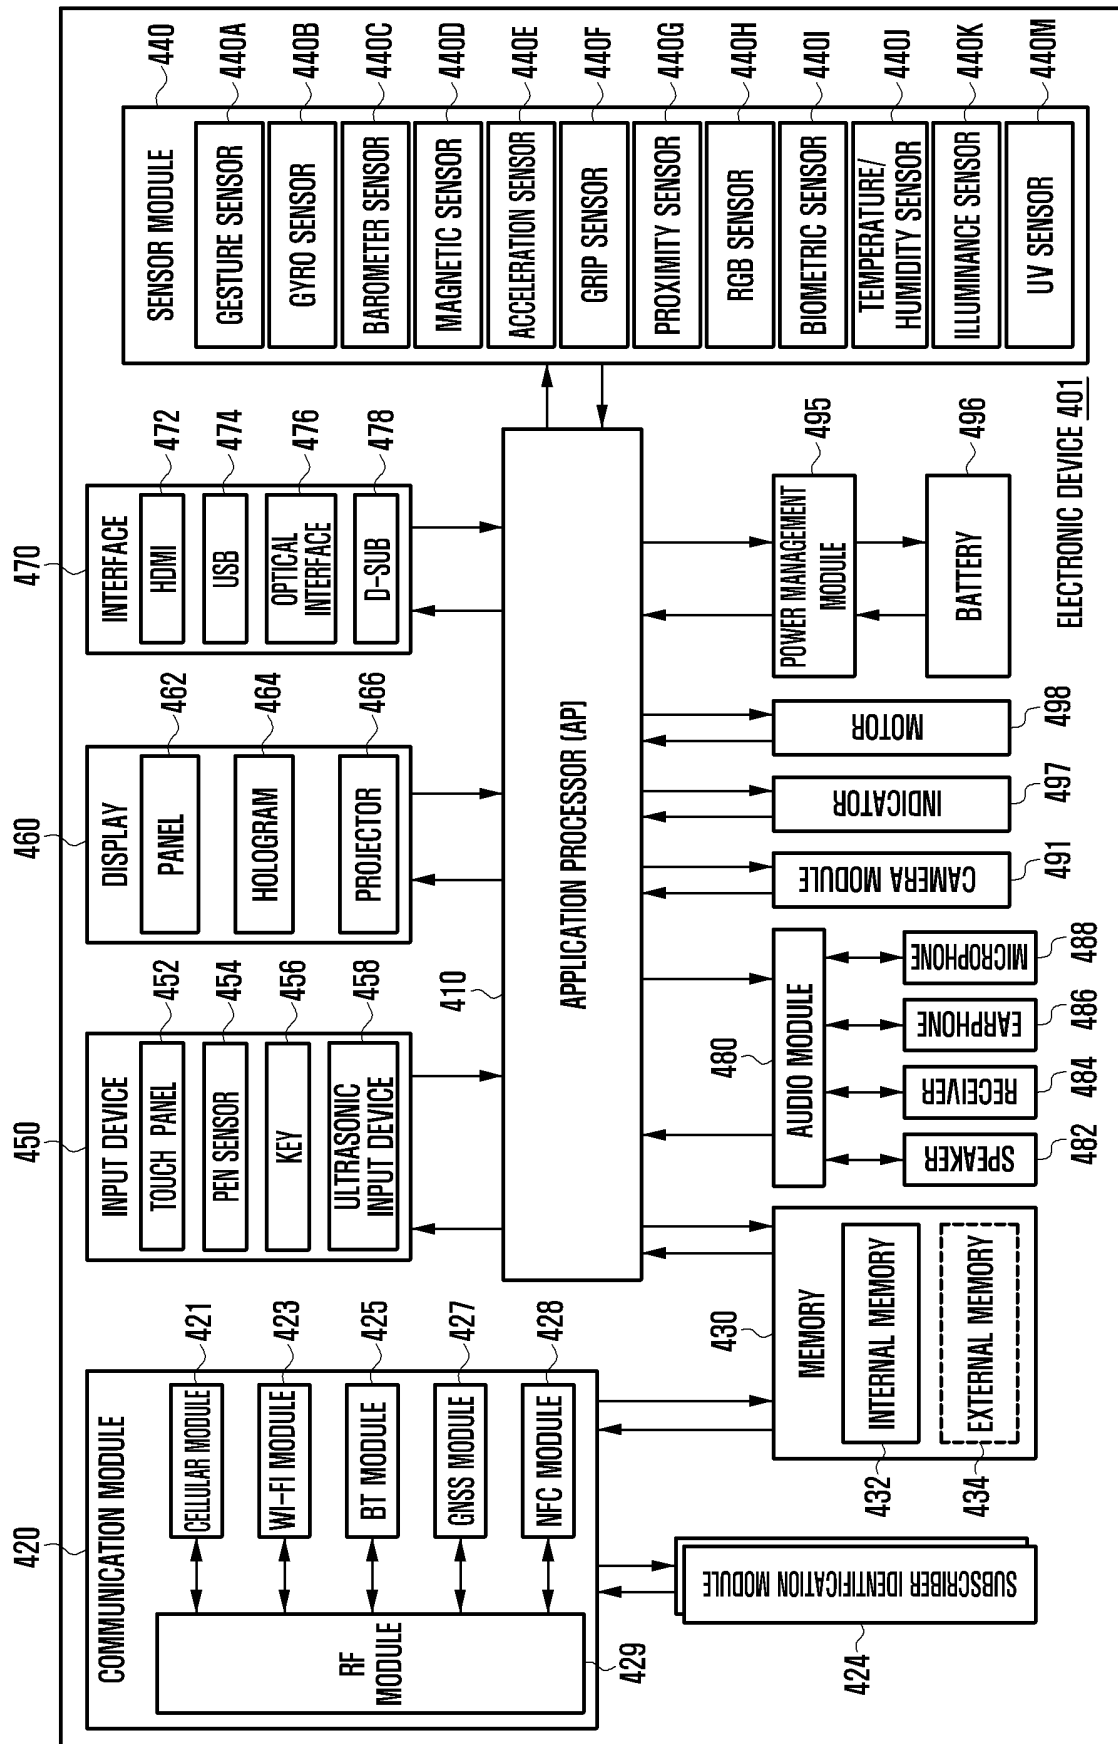 ELECTRONIC DEVICE 401
420
COMMUNICATION MODULE
CELLULAR MODULE
421
WI-FI MODULE
423
BT MODULE
425
GNSS MODULE
427
NFC MODULE
428
RF
MODULE
429
SUBSCRIBER IDENTIFICATION MODULE
424
450
INPUT DEVICE
TOUCH PANEL
452
PEN SENSOR
454
KEY
456
ULTRASONIC
INPUT DEVICE
458
460
DISPLAY
PANEL
462
HOLOGRAM
464
PROJECTOR
466
470
INTERFACE
HDMI
472
USB
474
OPTICAL
INTERFACE
476
D-SUB
478
410
APPLICATION PROCESSOR (AP)
SENSOR MODULE
440
GESTURE SENSOR
440A
GYRO SENSOR
440B
BAROMETER SENSOR
440C
MAGNETIC SENSOR
440D
ACCELERATION SENSOR
440E
GRIP SENSOR
440F
PROXIMITY SENSOR
440G
RGB SENSOR
440H
BIOMETRIC SENSOR
440I
TEMPERATURE/
HUMIDITY SENSOR
440J
ILLUMINANCE SENSOR
440K
UV SENSOR
440M
430
MEMORY
INTERNAL MEMORY
432
EXTERNAL MEMORY
434
480
AUDIO MODULE
SPEAKER
482
RECEIVER
484
EARPHONE
486
MICROPHONE
488
CAMERA MODULE
491
INDICATOR
497
MOTOR
498
POWER MANAGEMENT
MODULE
495
BATTERY
496